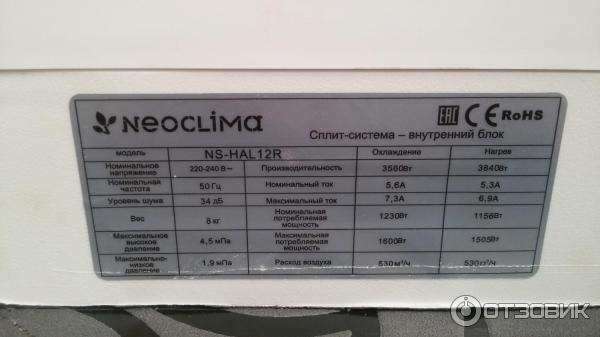 NEOCLIMA
EAC CE RoHS
Сплит-система – внутренний блок
модель NS-HAL12R Охлаждение Нагрев
Номинальное напряжение 220-240 В~ Производительность 3560Вт 3840Вт
Номинальная частота 50 Гц Номинальный ток 5,6А 5,3А
Уровень шума 34 дБ Максимальный ток 7,3А 6,9А
Вес 8 кг Номинальная потребляемая мощность 1230Вт 1156Вт
Максимальное высокое давление 4,5 мПа Максимальная потребляемая мощность 1600Вт 1505Вт
Максимально-низкое давление 1,9 мПа Расход воздуха 530 м³/ч 530 м³/ч
ОТЗОВИК